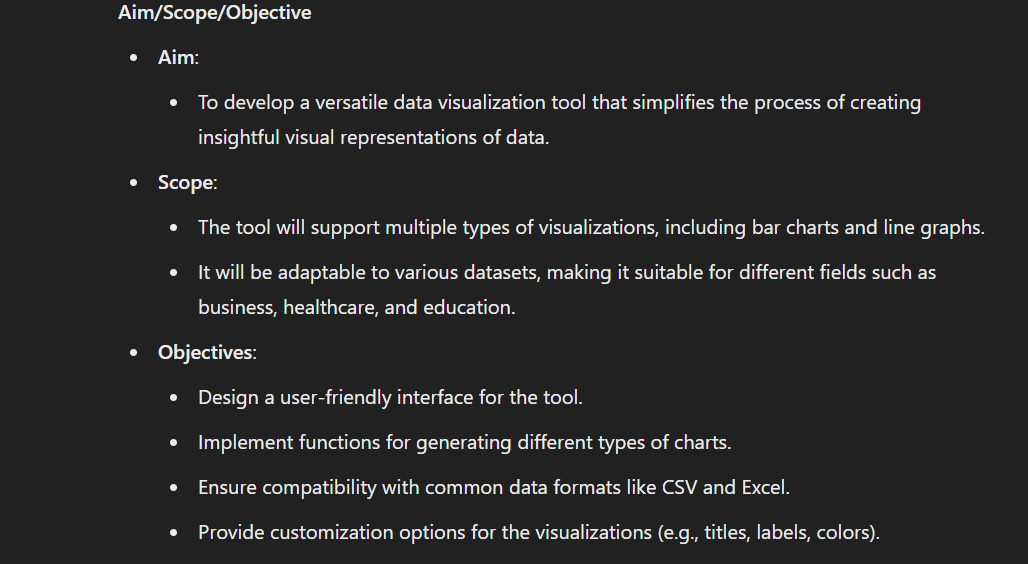 Aim/Scope/Objective
• Aim:
• To develop a versatile data visualization tool that simplifies the process of creating
insightful visual representations of data.
• Scope:
• The tool will support multiple types of visualizations, including bar charts and line graphs.
• It will be adaptable to various datasets, making it suitable for different fields such as
business, healthcare, and education.
• Objectives:
• Design a user-friendly interface for the tool.
• Implement functions for generating different types of charts.
• Ensure compatibility with common data formats like CSV and Excel.
• Provide customization options for the visualizations (e.g., titles, labels, colors).